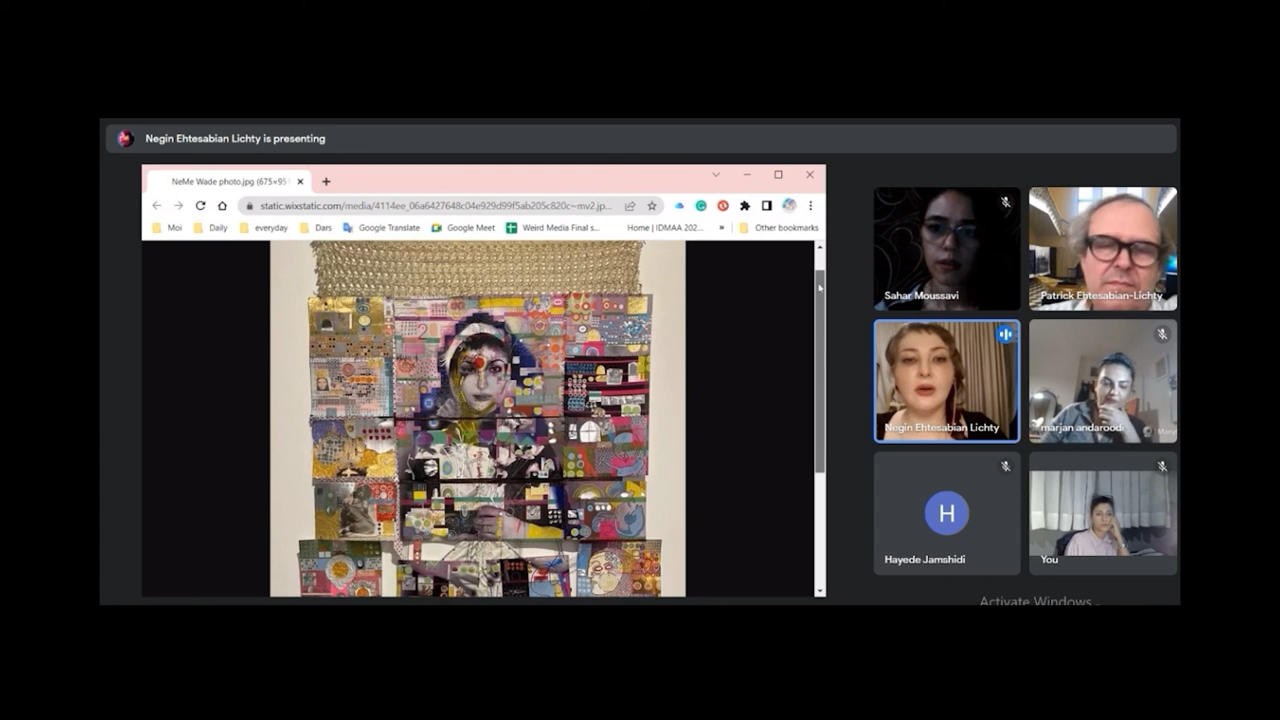 Negin Ehtesabian Lichty is presenting
NeMe Wade photo.jpg (675×95
static.wixstatic.com/media/4114ee_06a6427648c04e929d99f5ab205c820c~mv2.jp...
Moi Daily everyday Dars Google Translate Google Meet Weird Media Final s... Home | IDMAA 202... » Other bookmarks
Sahar Moussavi
Patrick Ehtesabian-Lichty
Negin Ehtesabian Lichty
marjan andaroodi
H
Hayede Jamshidi
You
Activate Windows